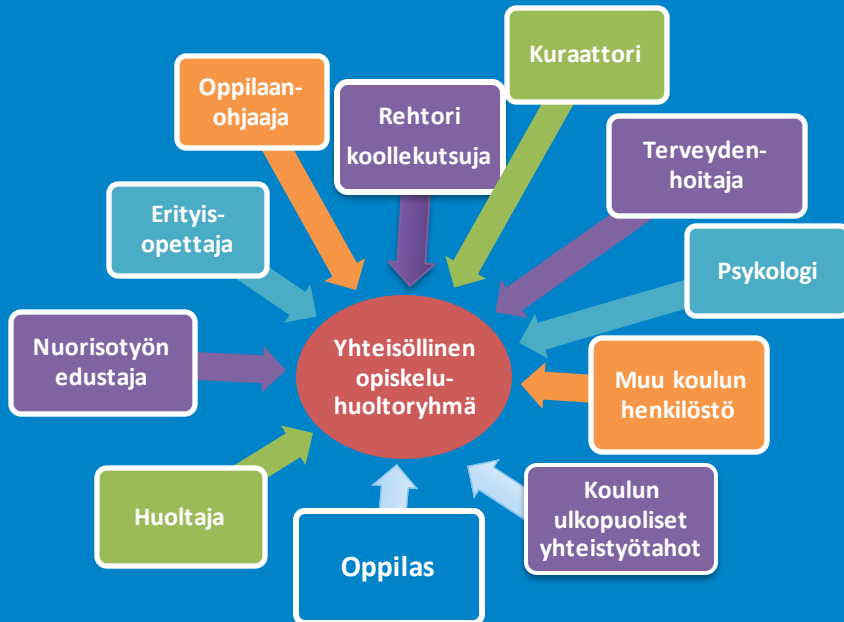 Kuraattori
Oppilaan-
ohjaaja
Rehtori
koollekutsuja
Terveyden-
hoitaja
Erityis-
opettaja
Psykologi
Nuorisotyön
edustaja
Yhteisöllinen
opiskelu-
huoltoryhmä
Muu koulun
henkilöstö
Huoltaja
Oppilas
Koulun
ulkopuoliset
yhteistyötahot